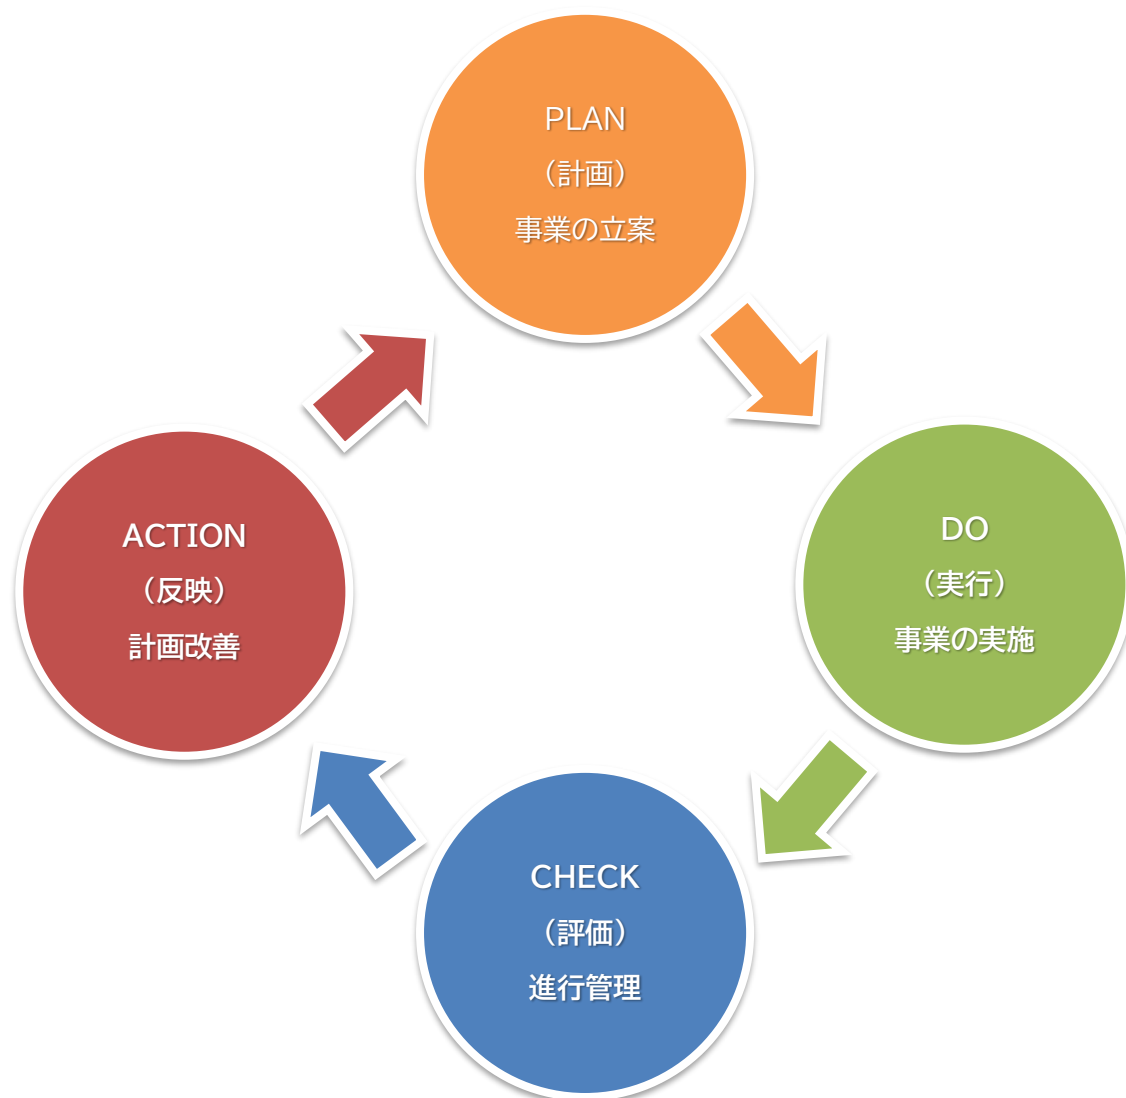 PLAN
（計画）
事業の立案
DO
（実行）
事業の実施
CHECK
（評価）
進行管理
ACTION
（反映）
計画改善